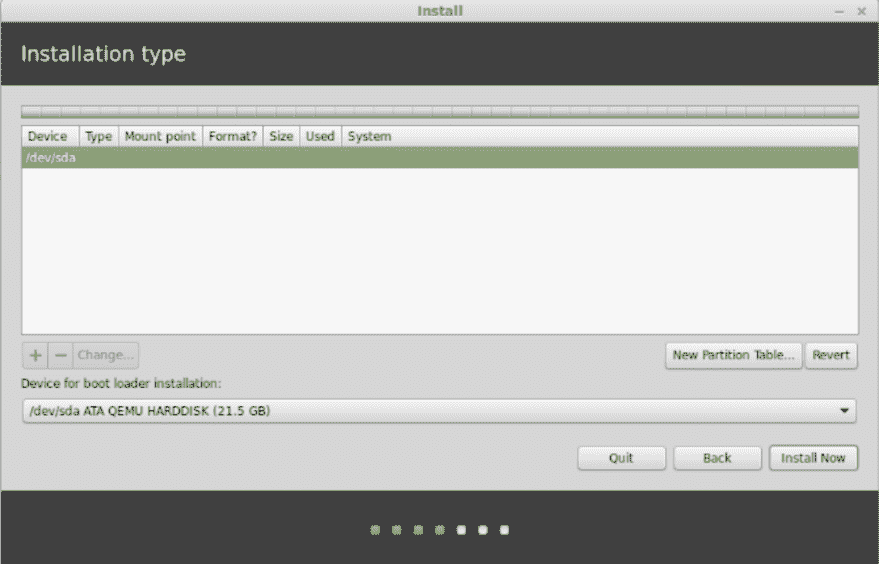 Install
Installation type
Device Type Mount point Format? Size Used System
/dev/sda
+ − Change... New Partition Table... Revert
Device for boot loader installation:
/dev/sda ATA QEMU HARDDISK (21.5 GB)
Quit Back Install Now